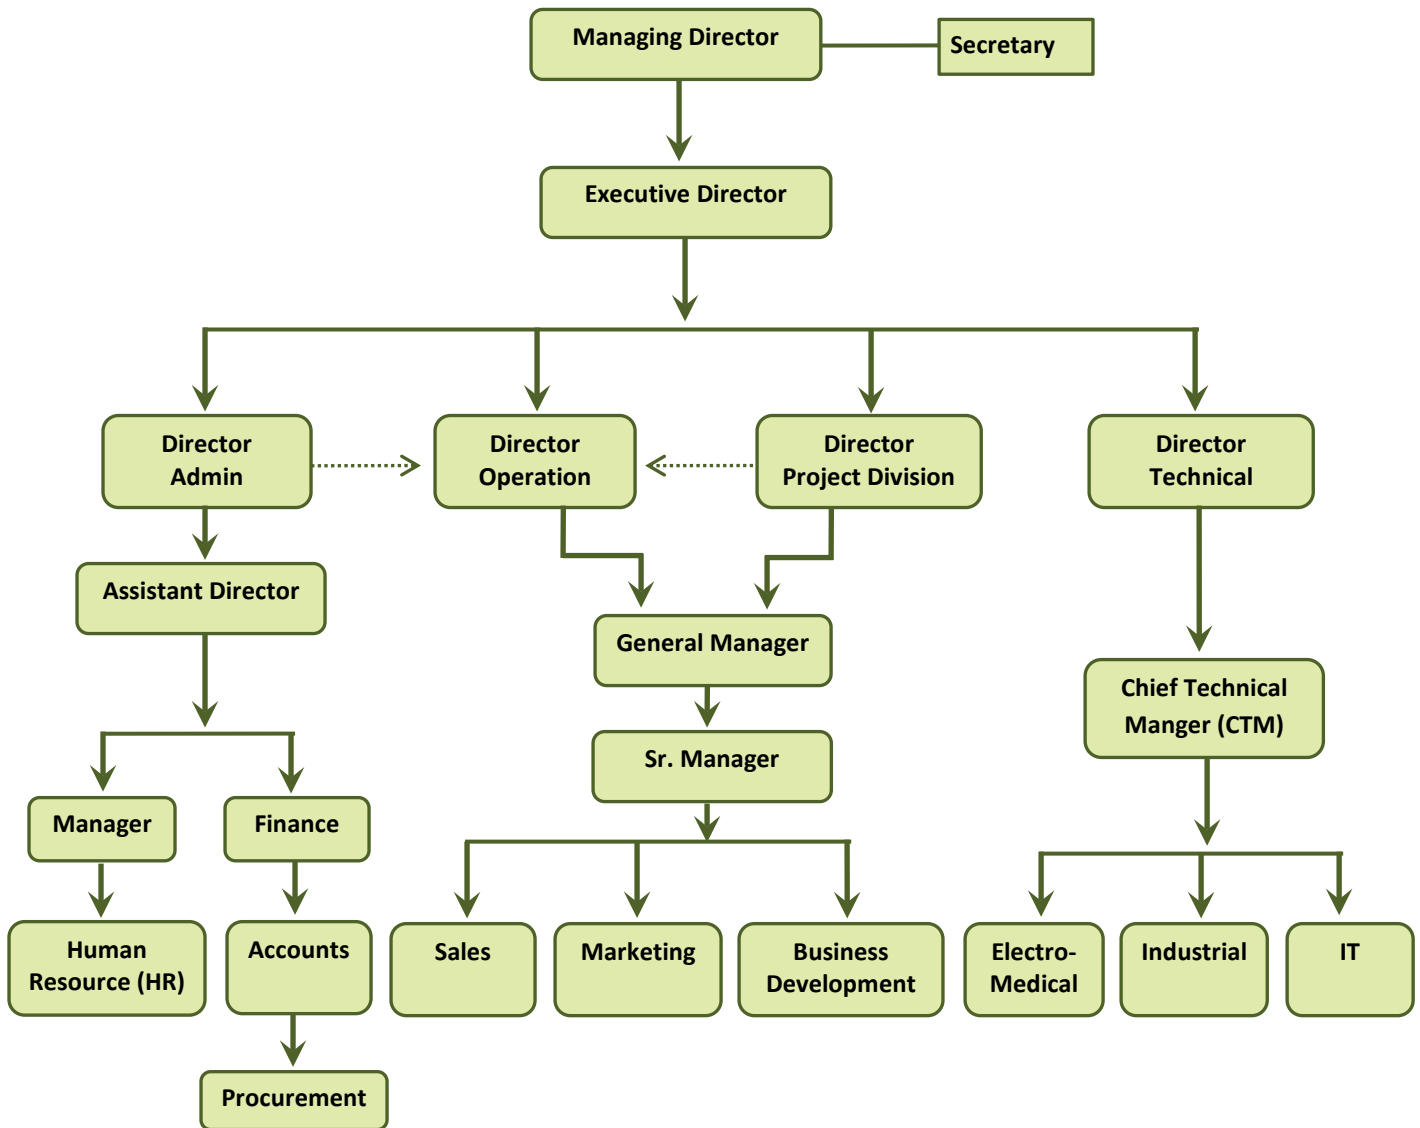 Managing Director
Secretary
Executive Director
Director
Admin
Director
Operation
Director
Project Division
Director
Technical
Assistant Director
General Manager
Chief Technical
Manger (CTM)
Sr. Manager
Manager
Finance
Human
Resource (HR)
Accounts
Sales
Marketing
Business
Development
Electro-
Medical
Industrial
IT
Procurement